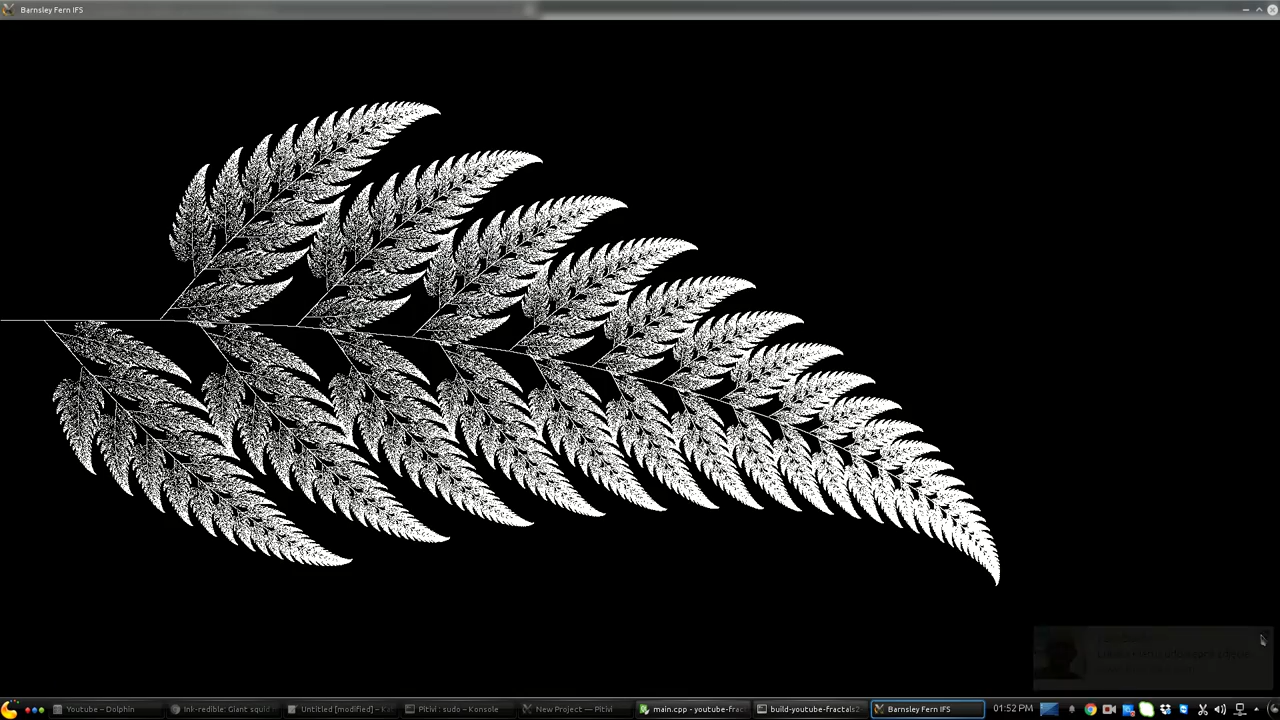 Barnsley Fern IFS
Youtube – Dolphin
Ink-redible: Giant squid
Untitled [modified] – K
Pitivi : sudo – Konsole
New Project — Pitivi
main.cpp - youtube-frac
build-youtube-fractals2
Barnsley Fern IFS
01:52 PM